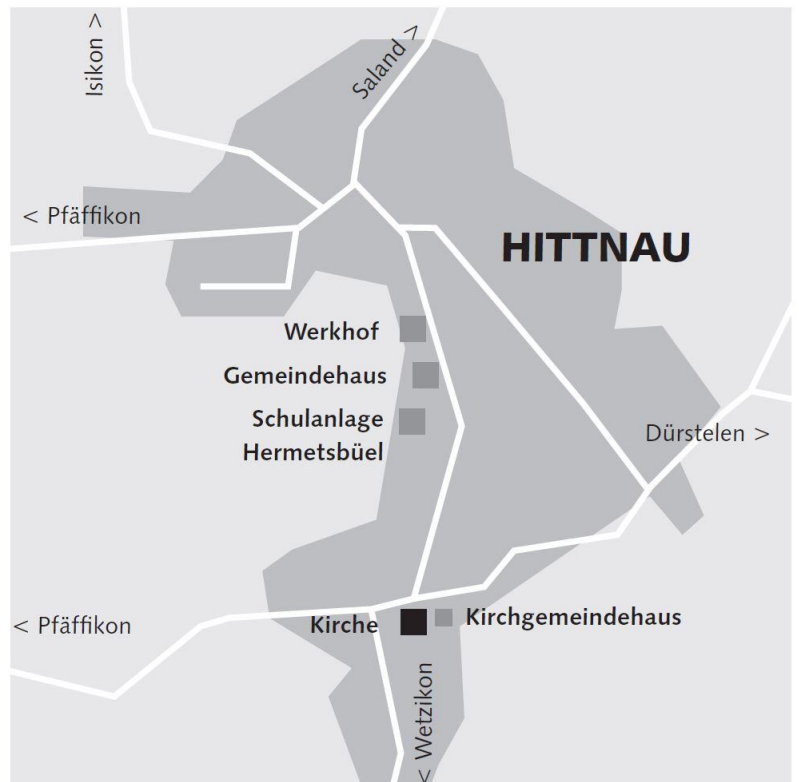 Isikon >
Saland >
< Pfäffikon
HITTNAU
Werkhof
Gemeindehaus
Schulanlage
Hermetsbüel
Dürstelen >
< Pfäffikon
Kirche
Kirchgemeindehaus
< Wetzikon